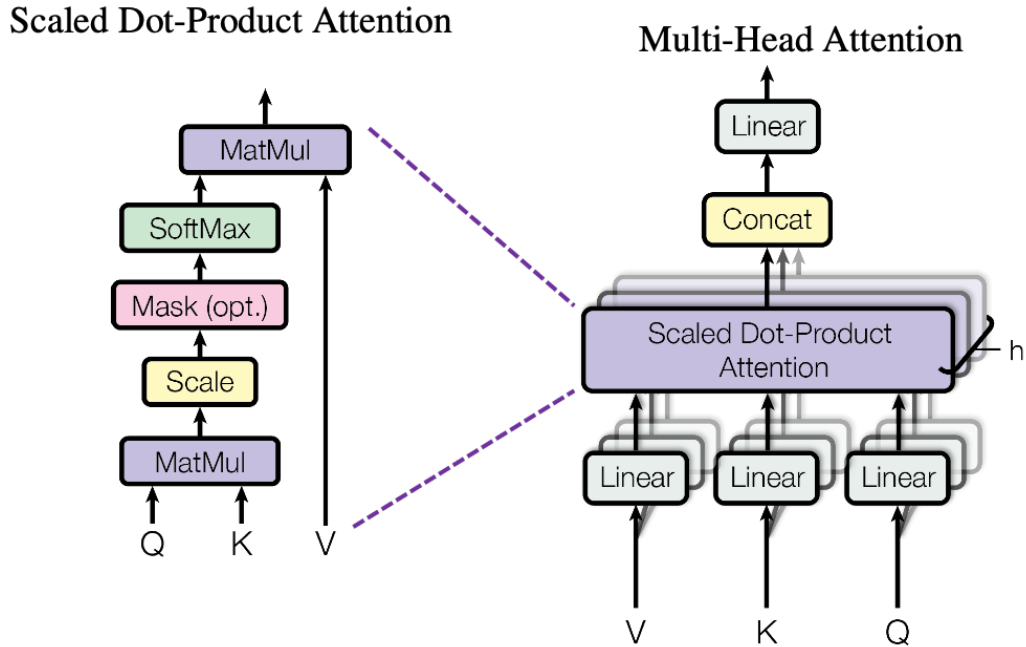 Scaled Dot-Product Attention
MatMul
SoftMax
Mask (opt.)
Scale
MatMul
Q K V
Multi-Head Attention
Linear
Concat
Scaled Dot-Product
Attention
h
Linear Linear Linear
V K Q